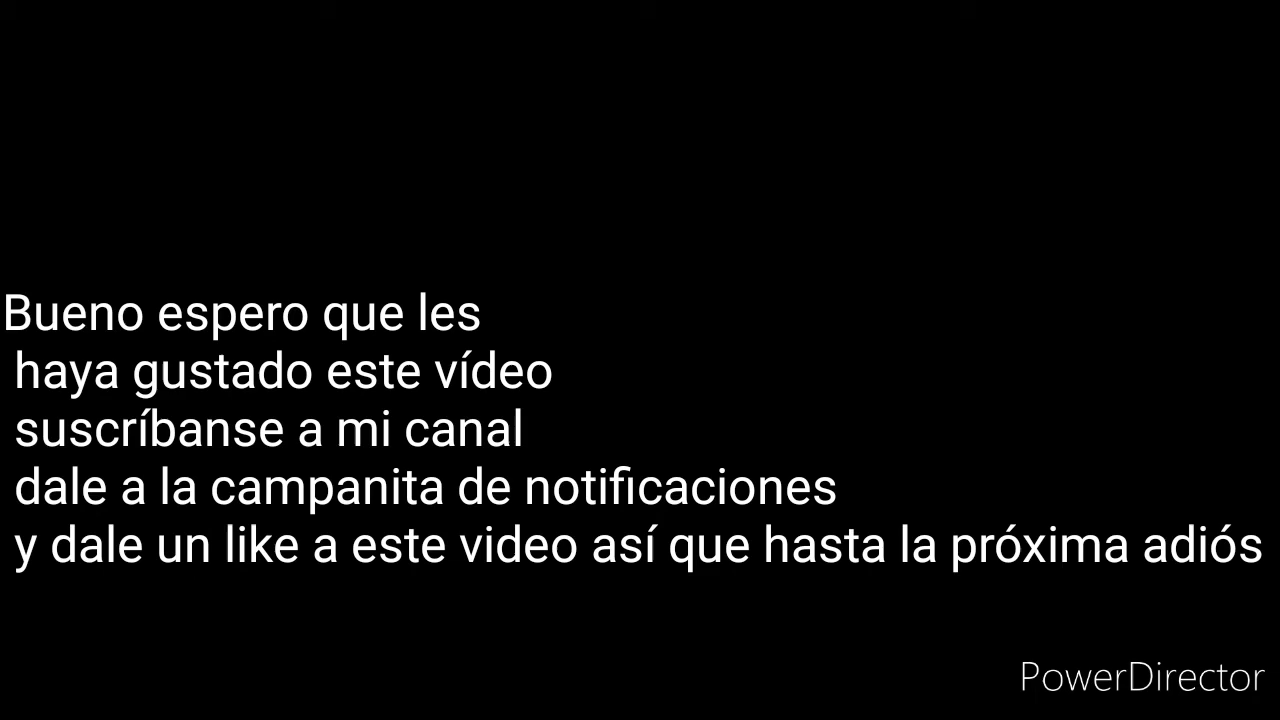 Bueno espero que les
haya gustado este vídeo
suscríbanse a mi canal
dale a la campanita de notificaciones
y dale un like a este video así que hasta la próxima adiós
PowerDirector